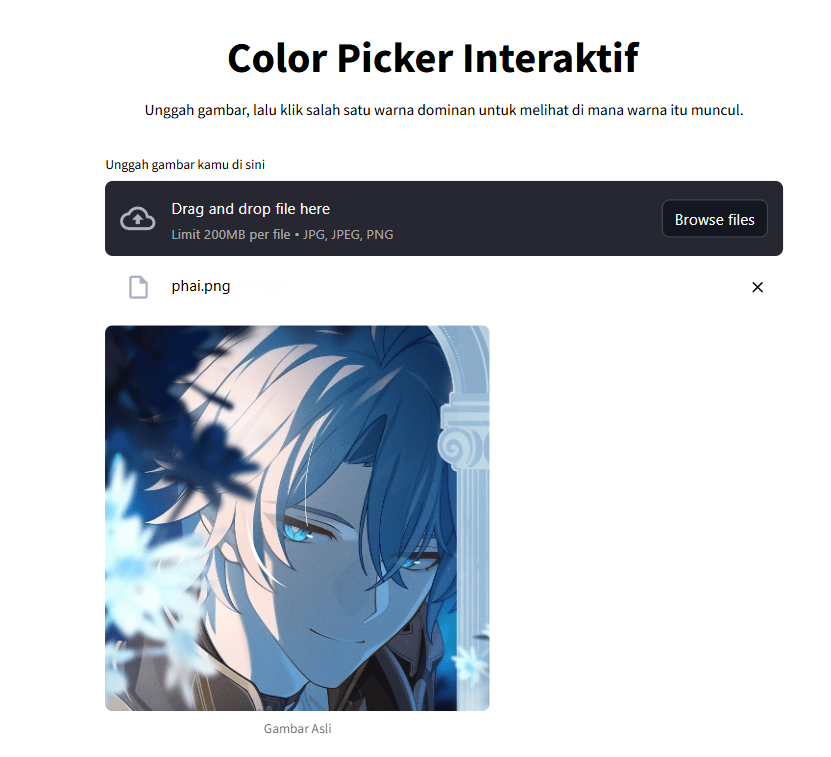 Color Picker Interaktif
Unggah gambar, lalu klik salah satu warna dominan untuk melihat di mana warna itu muncul.
Unggah gambar kamu di sini
Drag and drop file here
Limit 200MB per file • JPG, JPEG, PNG
Browse files
phai.png
Gambar Asli